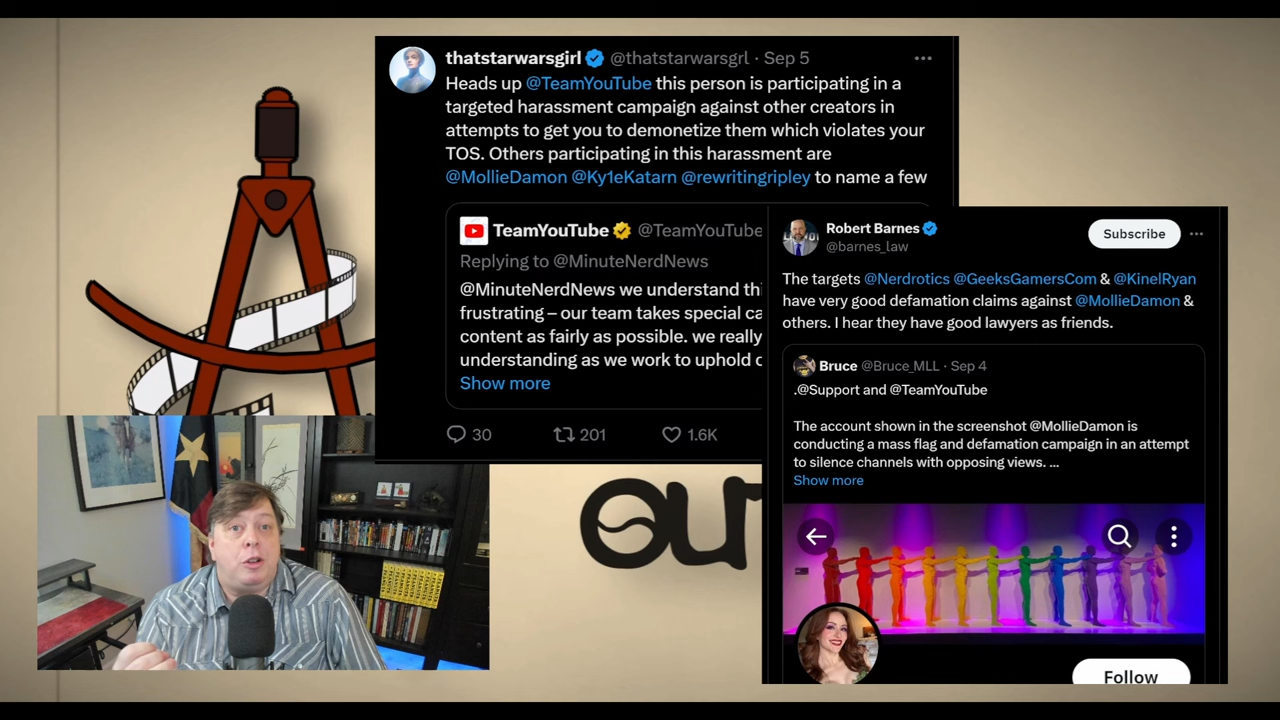 thatstarwarsgirl @thatstarwarsgrl · Sep 5
Heads up @TeamYouTube this person is participating in a
targeted harassment campaign against other creators in
attempts to get you to demonetize them which violates your
TOS. Others participating in this harassment are
@MollieDamon @Ky1eKatarn @rewritingripley to name a few
TeamYouTube @TeamYouTube
Replying to @MinuteNerdNews
@MinuteNerdNews we understand thi
frustrating – our team takes special ca
content as fairly as possible. we really
understanding as we work to uphold
Show more
30 201 1.6K
Robert Barnes
@barnes_law
Subscribe
The targets @Nerdrotics @GeeksGamersCom & @KinelRyan
have very good defamation claims against @MollieDamon &
others. I hear they have good lawyers as friends.
Bruce @Bruce_MLL · Sep 4
.@Support and @TeamYouTube
The account shown in the screenshot @MollieDamon is
conducting a mass flag and defamation campaign in an attempt
to silence channels with opposing views. ...
Show more
Follow
OUT